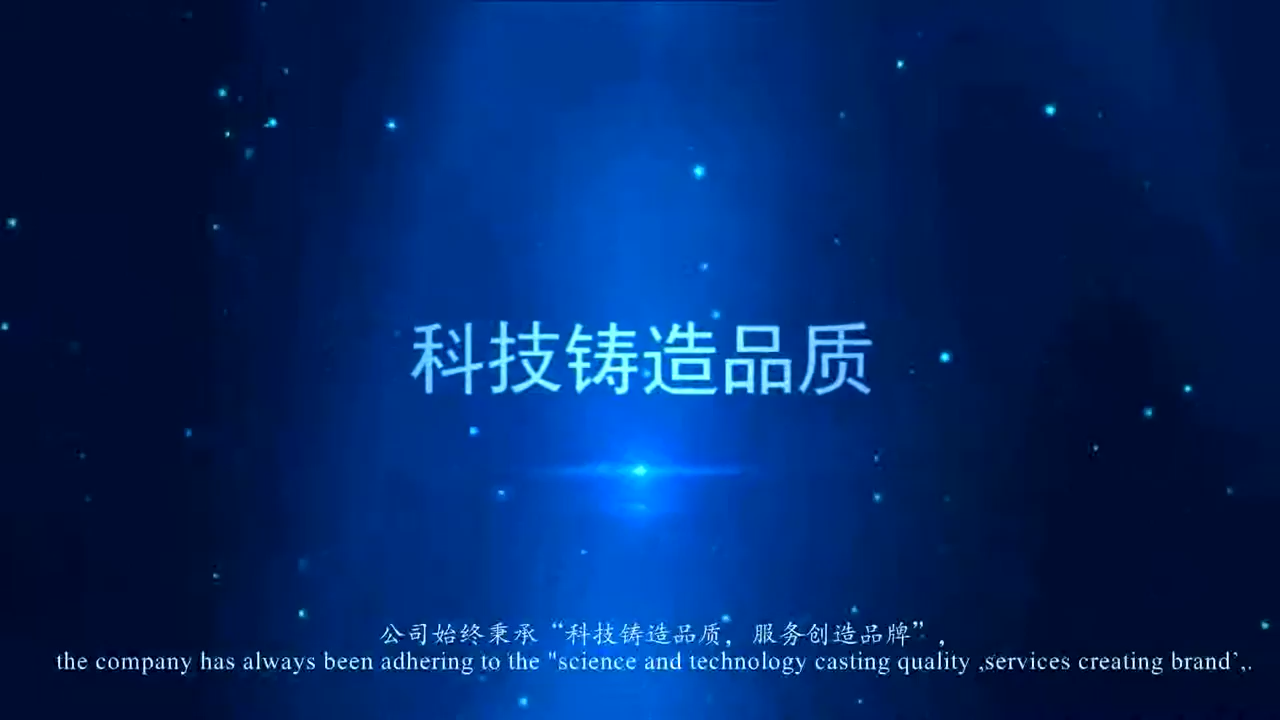 科技铸造品质
公司始终秉承“科技铸造品质，服务创造品牌”，
the company has always been adhering to the "science and technology casting quality ,services creating brand',.